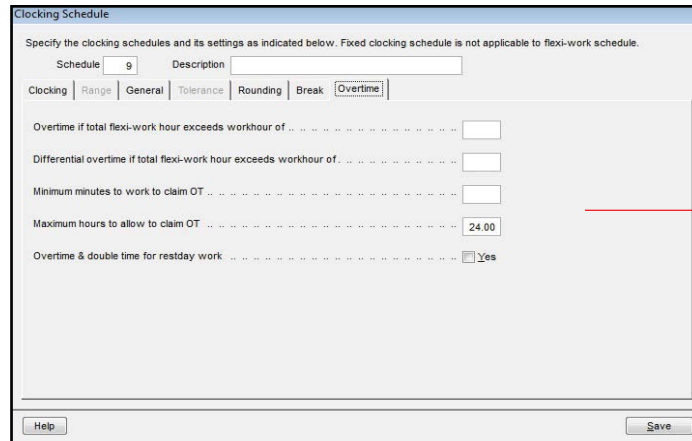 Clocking Schedule
Specify the clocking schedules and its settings as indicated below. Fixed clocking schedule is not applicable to flexi-work schedule.
Schedule 9 Description
Clocking Range General Tolerance Rounding Break Overtime
Overtime if total flexi-work hour exceeds workhour of .. .. .. .. .. .. .. .. .. .. .. .. .. .. ..
Differential overtime if total flexi-work hour exceeds workhour of . .. .. .. .. .. .. .. .. .. ..
Minimum minutes to work to claim OT .. .. .. .. .. .. .. .. .. .. .. .. .. .. .. .. .. .. .. .. ..
Maximum hours to allow to claim OT .. .. .. .. .. .. .. .. .. .. .. .. .. .. .. .. .. .. .. .. .. 24.00
Overtime & double time for restday work .. .. .. .. .. .. .. .. .. .. .. .. .. .. .. .. .. .. .. .. Yes
Help Save